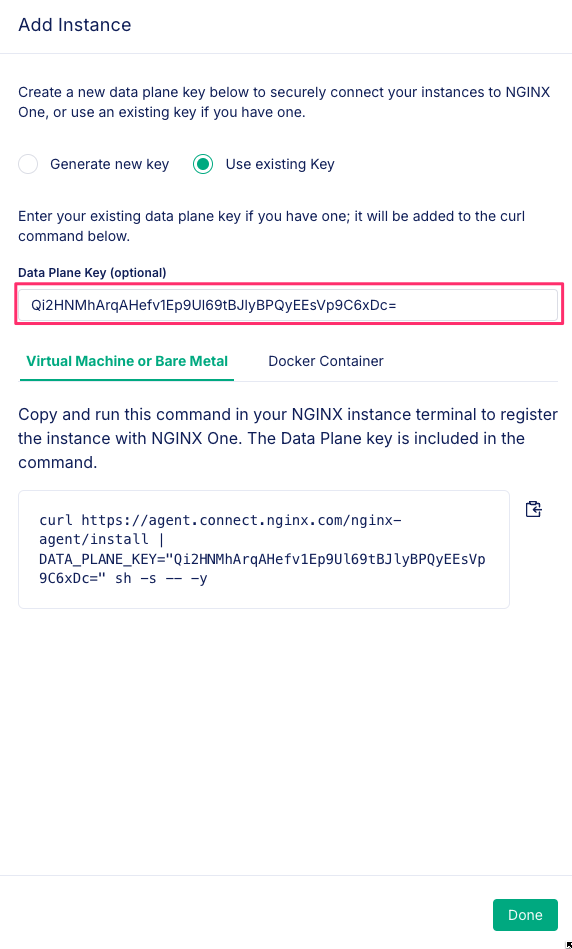 Add Instance
Create a new data plane key below to securely connect your instances to NGINX
One, or use an existing key if you have one.
Generate new key
Use existing Key
Enter your existing data plane key if you have one; it will be added to the curl
command below.
Data Plane Key (optional)
Qi2HNMhArqAHefv1Ep9Ul69tBJlyBPQyEEsVp9C6xDc=
Virtual Machine or Bare Metal
Docker Container
Copy and run this command in your NGINX instance terminal to register
the instance with NGINX One. The Data Plane key is included in the
command.
curl https://agent.connect.nginx.com/nginx-
agent/install |
DATA_PLANE_KEY="Qi2HNMhArqAHefv1Ep9Ul69tBJlyBPQyEEsVp
9C6xDc=" sh -s -- -y
Done